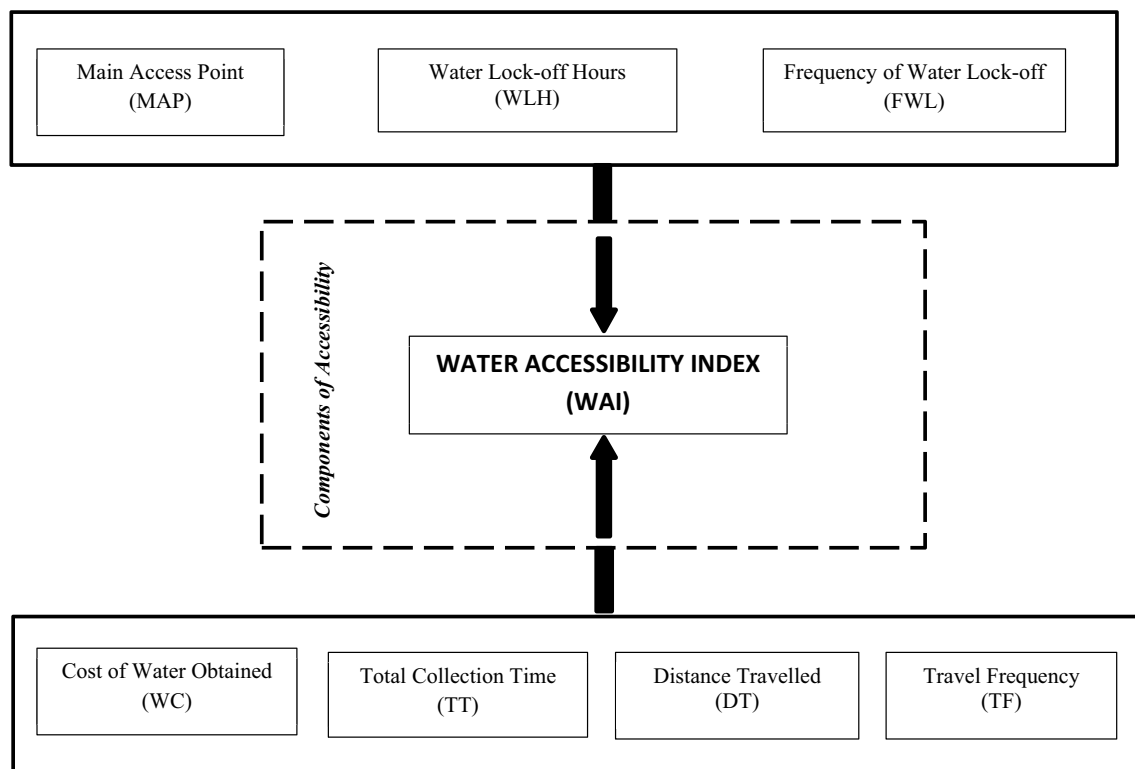 Main Access Point
(MAP)
Water Lock-off Hours
(WLH)
Frequency of Water Lock-off
(FWL)
Components of Accessibility
WATER ACCESSIBILITY INDEX
(WAI)
Cost of Water Obtained
(WC)
Total Collection Time
(TT)
Distance Travelled
(DT)
Travel Frequency
(TF)